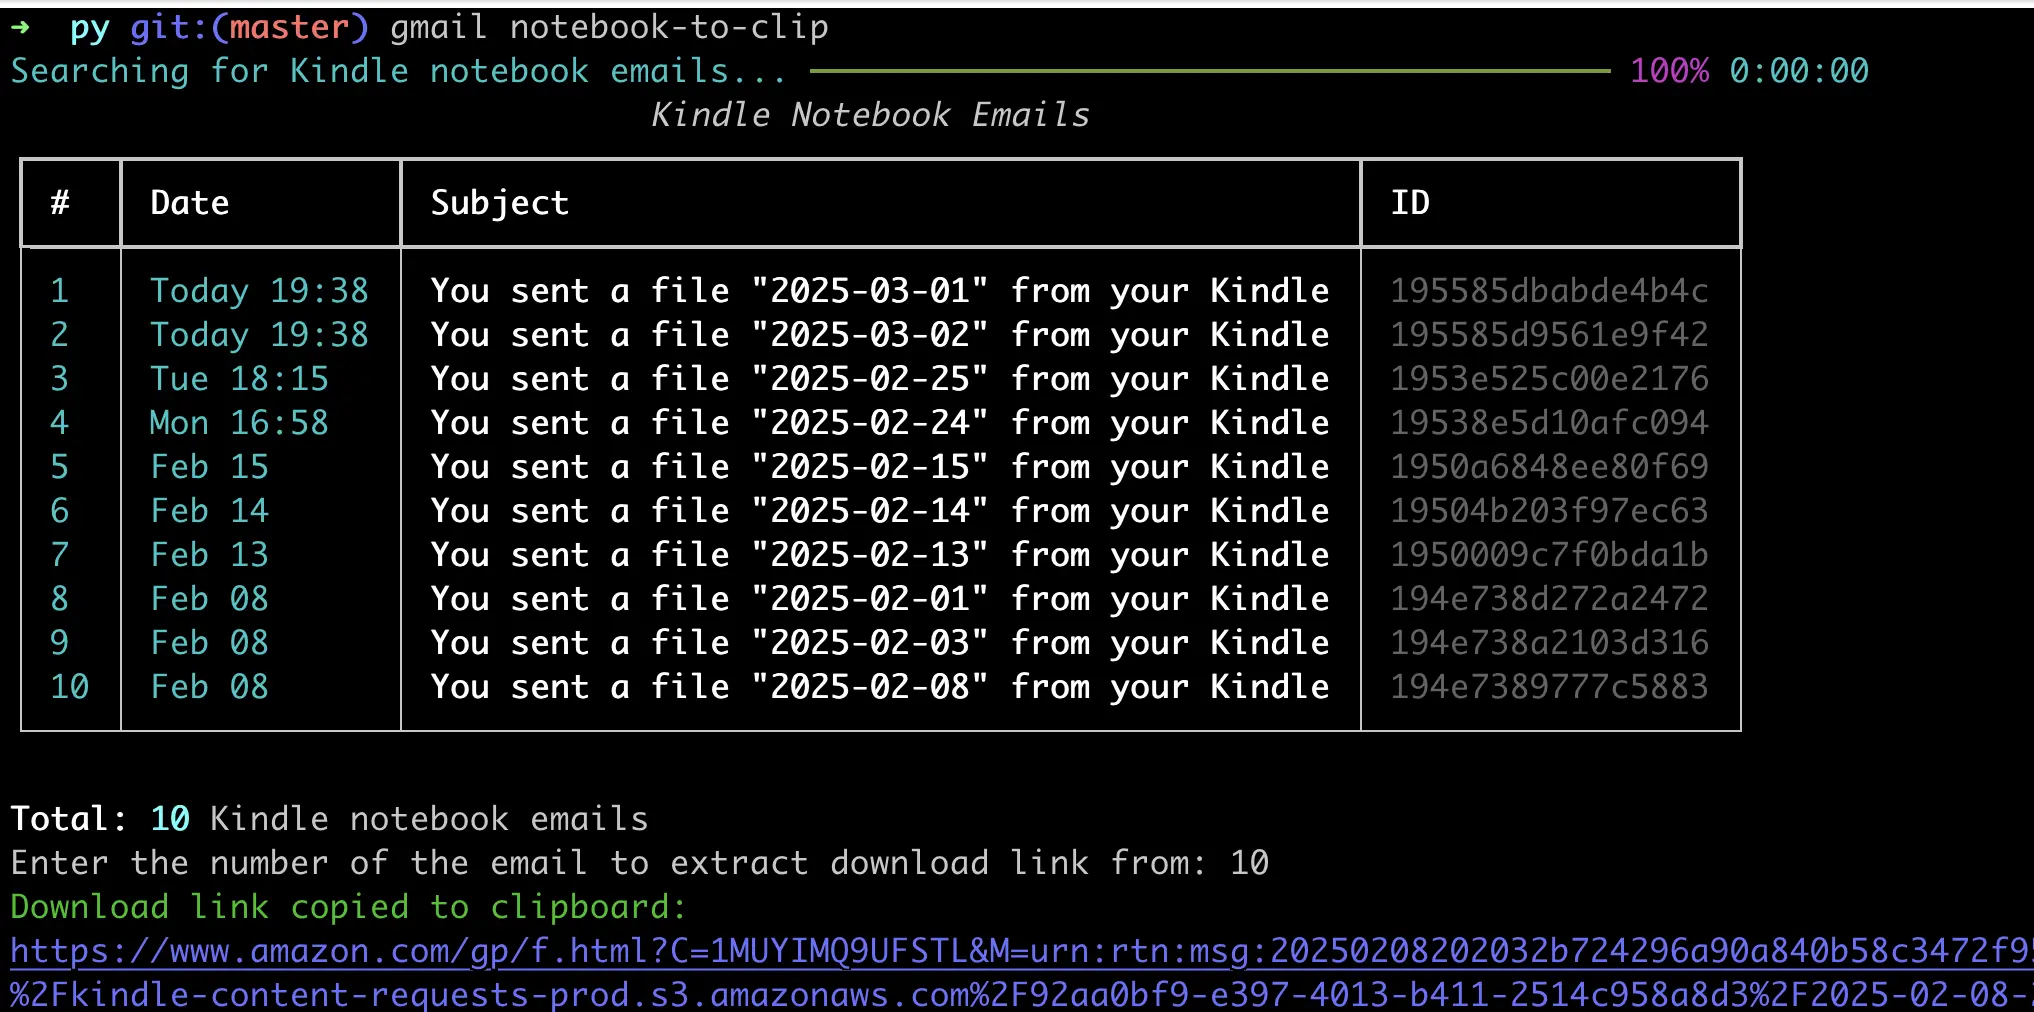 ➜ py git:(master) gmail notebook-to-clip
Searching for Kindle notebook emails... 100% 0:00:00
Kindle Notebook Emails
# Date Subject ID
1 Today 19:38 You sent a file "2025-03-01" from your Kindle 195585dbabde4b4c
2 Today 19:38 You sent a file "2025-03-02" from your Kindle 195585d9561e9f42
3 Tue 18:15 You sent a file "2025-02-25" from your Kindle 1953e525c00e2176
4 Mon 16:58 You sent a file "2025-02-24" from your Kindle 19538e5d10afc094
5 Feb 15 You sent a file "2025-02-15" from your Kindle 1950a6848ee80f69
6 Feb 14 You sent a file "2025-02-14" from your Kindle 19504b203f97ec63
7 Feb 13 You sent a file "2025-02-13" from your Kindle 1950009c7f0bda1b
8 Feb 08 You sent a file "2025-02-01" from your Kindle 194e738d272a2472
9 Feb 08 You sent a file "2025-02-03" from your Kindle 194e738a2103d316
10 Feb 08 You sent a file "2025-02-08" from your Kindle 194e7389777c5883
Total: 10 Kindle notebook emails
Enter the number of the email to extract download link from: 10
Download link copied to clipboard:
https://www.amazon.com/gp/f.html?C=1MUYIMQ9UFSTL&M=urn:rtn:msg:20250208202032b724296a90a840b58c3472f9
%2Fkindle-content-requests-prod.s3.amazonaws.com%2F92aa0bf9-e397-4013-b411-2514c958a8d3%2F2025-02-08-